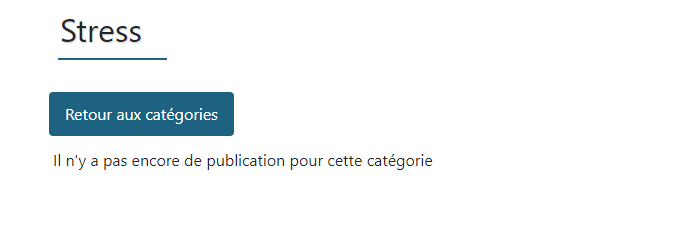 Stress
Retour aux catégories
Il n'y a pas encore de publication pour cette catégorie